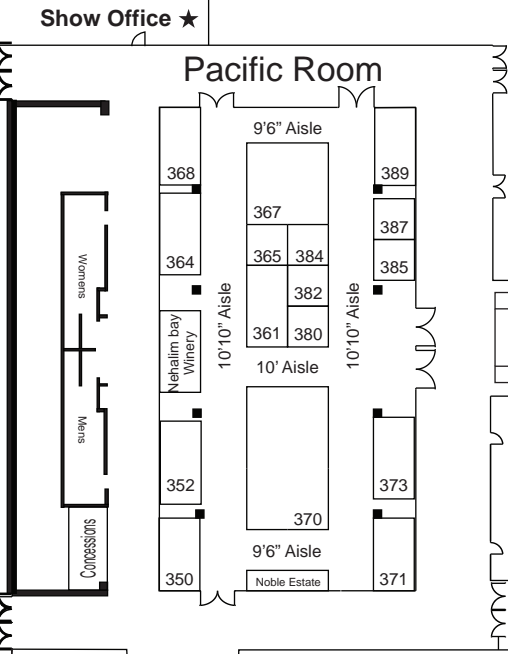 Show Office ★
Pacific Room
9'6" Aisle
368
389
367
387
365
384
364
385
Womens
382
10'10" Aisle
10'10" Aisle
361
380
Nehalim bay
Winery
10' Aisle
Mens
352
373
370
Concessions
9'6" Aisle
350
Noble Estate
371